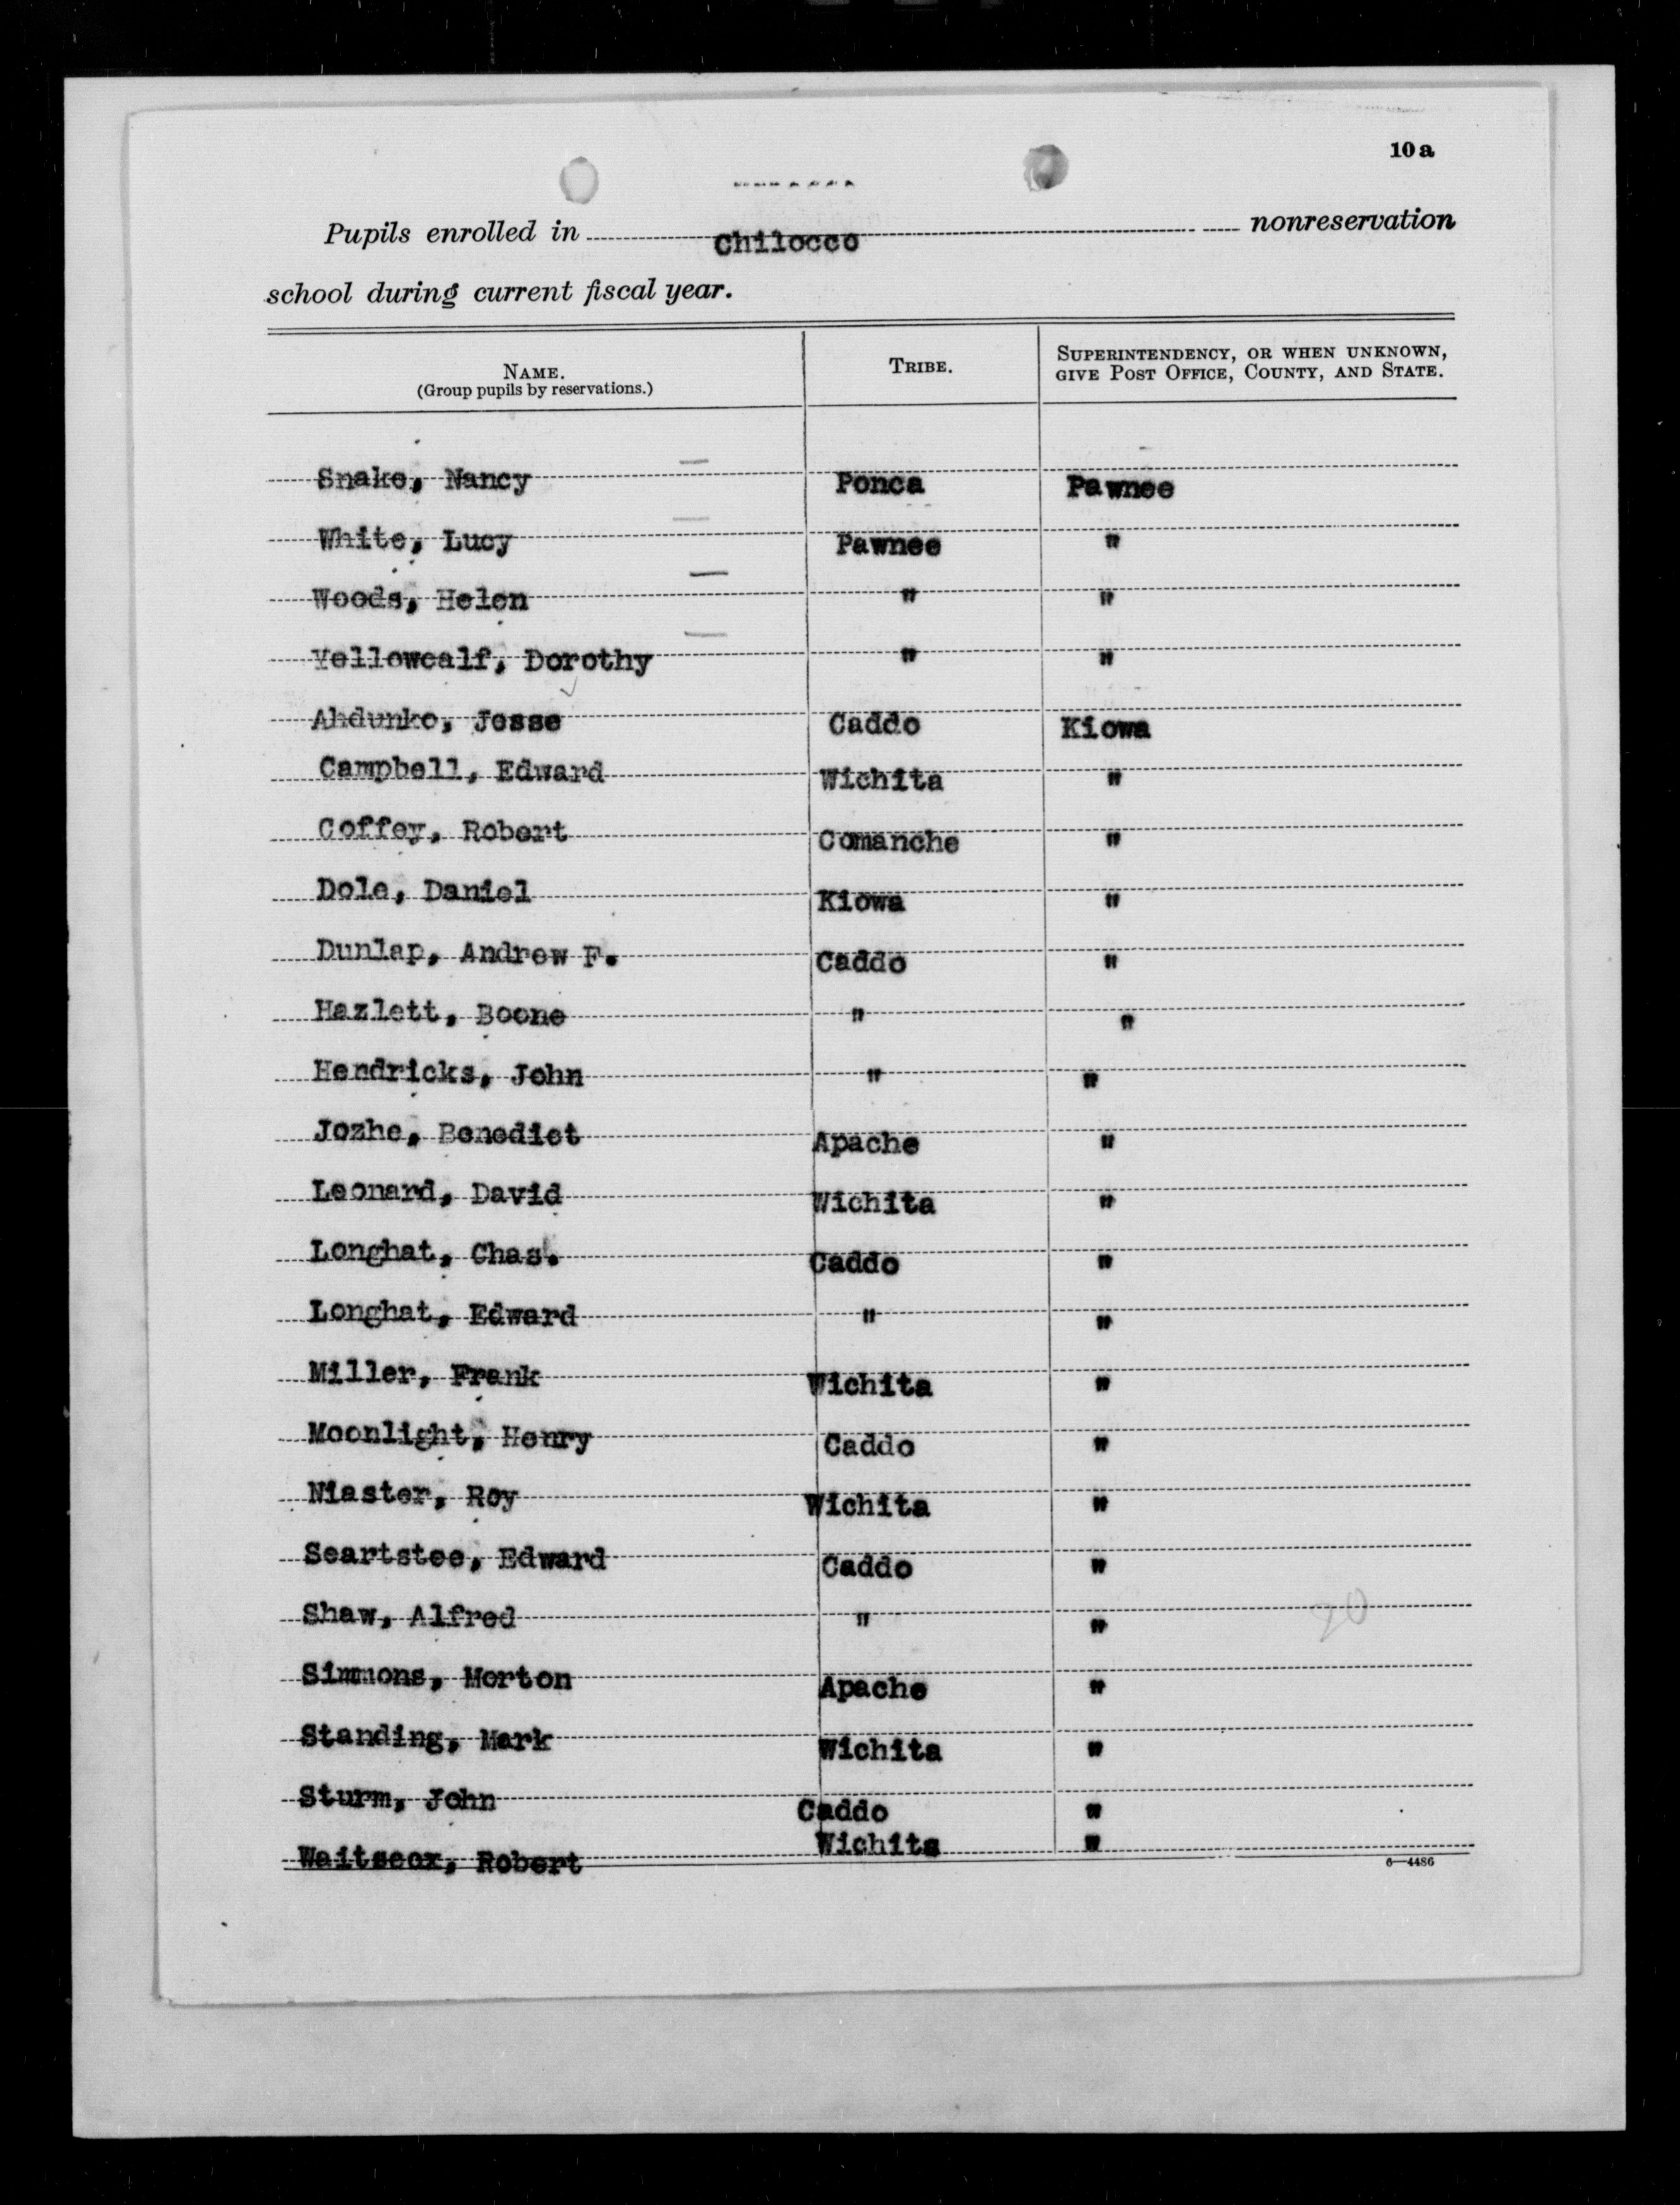 10a
Pupils enrolled in Chilocco nonreservation
school during current fiscal year.
NAME. TRIBE. SUPERINTENDENCY, OR WHEN UNKNOWN,
(Group pupils by reservations.) GIVE POST OFFICE, COUNTY, AND STATE.
Snake, Nancy Ponca Pawnee
White, Lucy Pawnee "
Woods, Helen " "
Yellowcalf, Dorothy " "
Ahdunko, Jesse Caddo Kiowa
Campbell, Edward Wichita "
Coffey, Robert Comanche "
Dole, Daniel Kiowa "
Dunlap, Andrew F. Caddo "
Hazlett, Boone " "
Hendricks, John " "
Jozhe, Benedict Apache "
Leonard, David Wichita "
Longhat, Chas. Caddo "
Longhat, Edward " "
Miller, Frank Wichita "
Moonlight, Henry Caddo "
Niaster, Roy Wichita "
Seartstee, Edward Caddo "
Shaw, Alfred " "
20
Simmons, Merton Apache "
Standing, Mark Wichita "
Sturm, John Caddo "
Waitscox, Robert Wichita "
6—4486